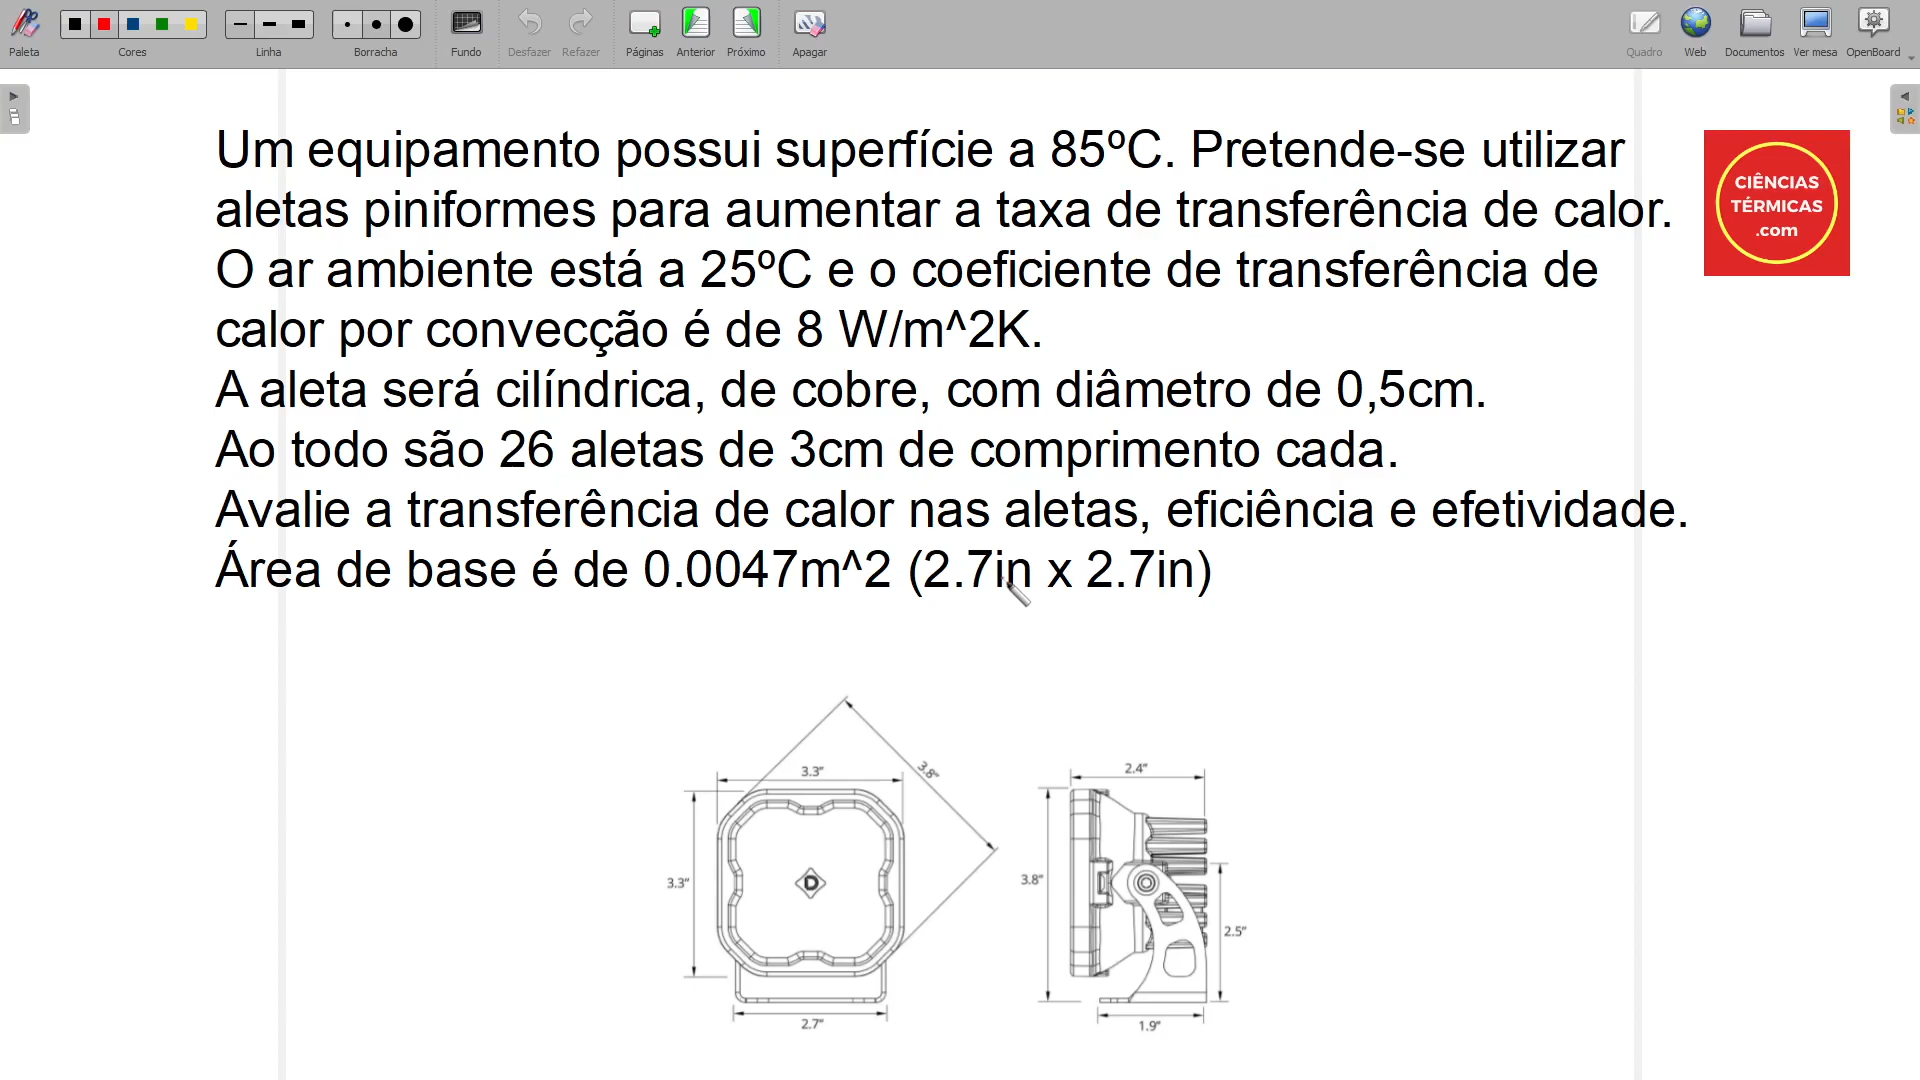 Paleta
Cores
Linha
Borracha
Fundo
Desfazer
Refazer
Páginas
Anterior
Próximo
Apagar
Quadro
Web
Documentos
Ver mesa
OpenBoard
Um equipamento possui superfície a 85ºC. Pretende-se utilizar
aletas piniformes para aumentar a taxa de transferência de calor.
O ar ambiente está a 25ºC e o coeficiente de transferência de
calor por convecção é de 8 W/m^2K.
A aleta será cilíndrica, de cobre, com diâmetro de 0,5cm.
Ao todo são 26 aletas de 3cm de comprimento cada.
Avalie a transferência de calor nas aletas, eficiência e efetividade.
Área de base é de 0.0047m^2 (2.7in x 2.7in)
CIÊNCIAS
TÉRMICAS
.com
3.3"
3.8"
3.3"
D
2.7"
2.4"
3.8"
2.5"
1.9"